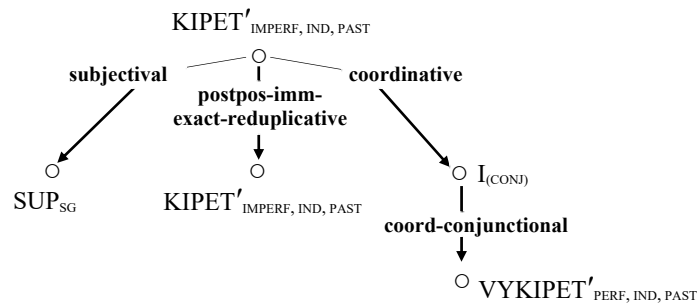 KIPET′IMPERF, IND, PAST
subjectival
coordinative
postpos-imm-
exact-reduplicative
SUPSG
KIPET′IMPERF, IND, PAST
I(CONJ)
coord-conjunctional
VYKIPET′PERF, IND, PAST